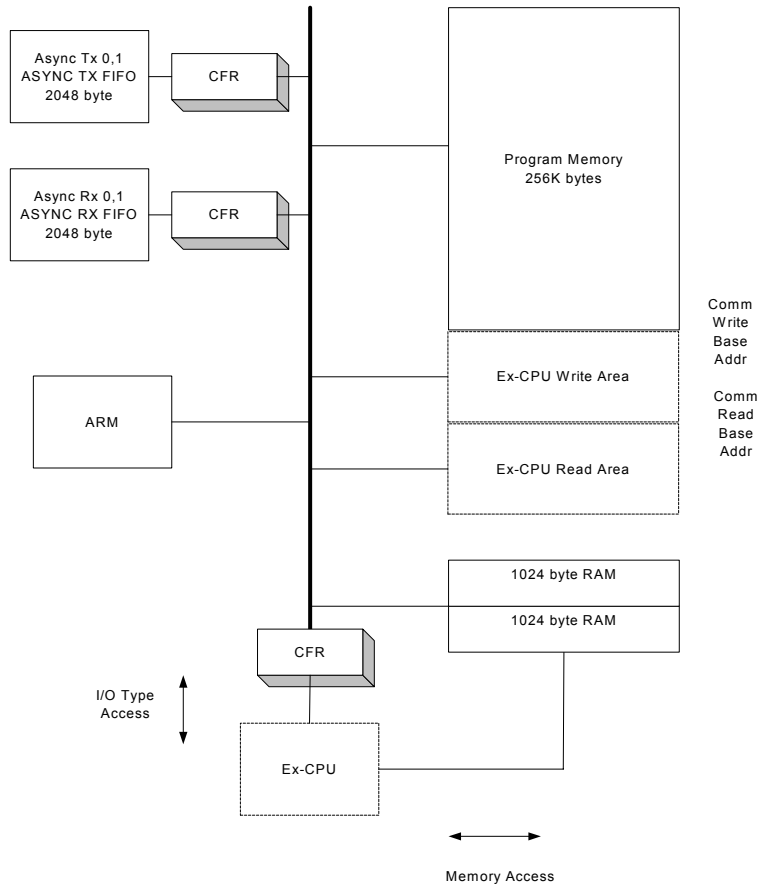 Async Tx 0,1
ASYNC TX FIFO
2048 byte
CFR
Async Rx 0,1
ASYNC RX FIFO
2048 byte
CFR
Program Memory
256K bytes
Comm
Write
Base
Addr
Ex-CPU Write Area
ARM
Comm
Read
Base
Addr
Ex-CPU Read Area
1024 byte RAM
1024 byte RAM
CFR
I/O Type
Access
Ex-CPU
Memory Access